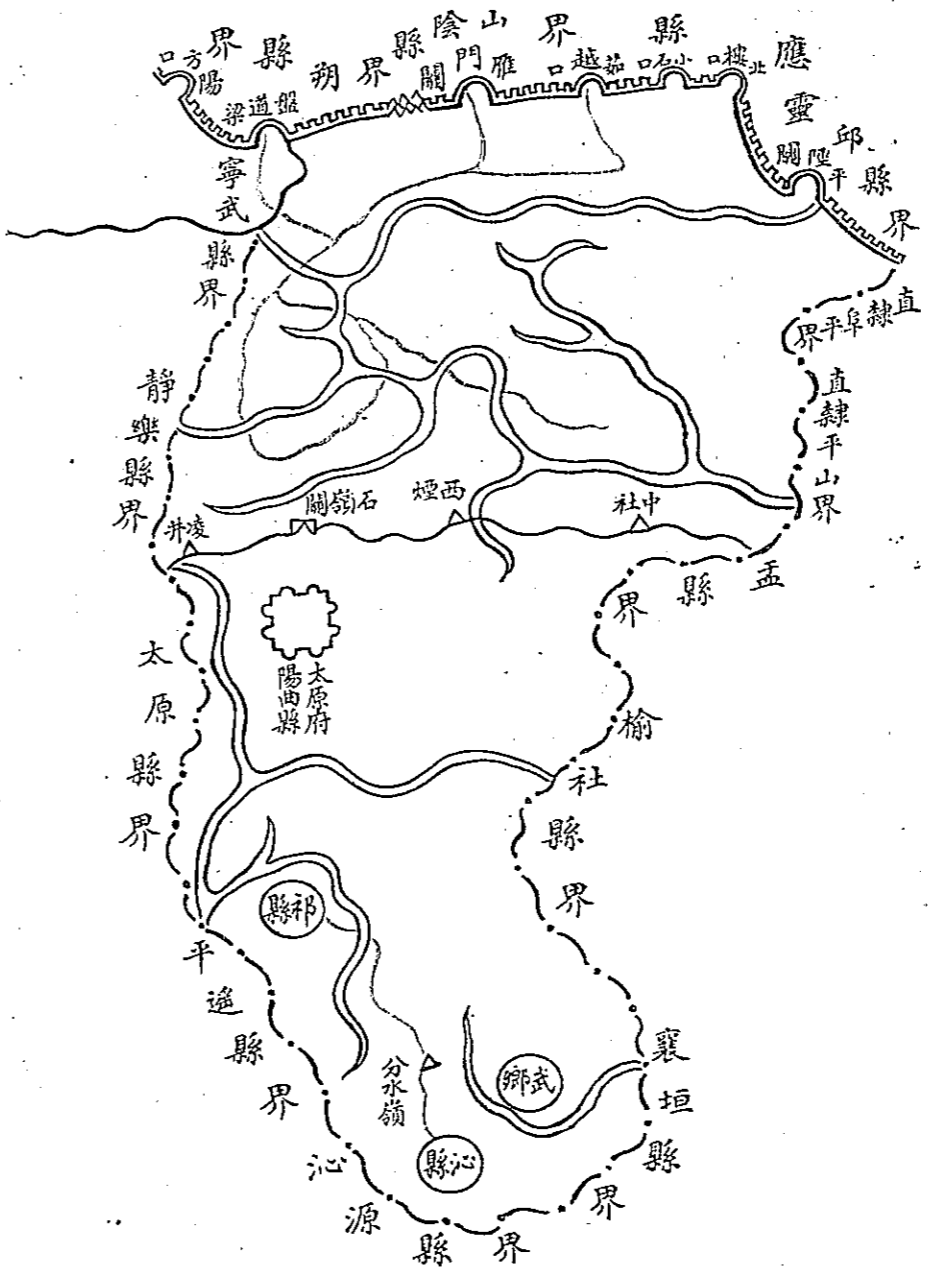 應靈邱縣界
山陰縣界
朔縣界
縣界
陽方口
盤道梁
雁門關
茹越口
小石口
北樓口
平陘關
直隸阜平界
直隸平山界
盂縣界
榆社縣界
襄垣縣界
沁源縣界
平遙縣界
太原縣界
靜樂縣界
寧武縣界
凌井
石嶺關
西煙
中社
太原府
陽曲縣
祁縣
分水嶺
武鄉
沁縣